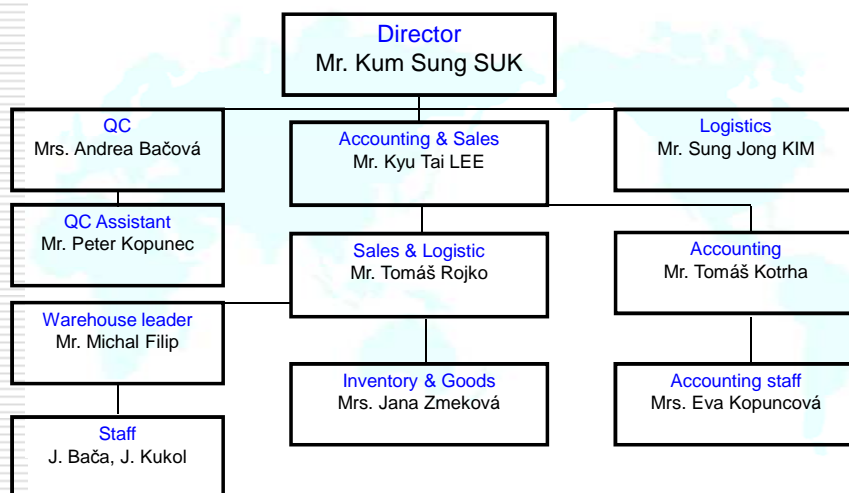 Director
Mr. Kum Sung SUK
QC
Mrs. Andrea Bačová
Accounting & Sales
Mr. Kyu Tai LEE
Logistics
Mr. Sung Jong KIM
QC Assistant
Mr. Peter Kopunec
Sales & Logistic
Mr. Tomáš Rojko
Accounting
Mr. Tomáš Kotrha
Warehouse leader
Mr. Michal Filip
Inventory & Goods
Mrs. Jana Zmeková
Accounting staff
Mrs. Eva Kopuncová
Staff
J. Bača, J. Kukol